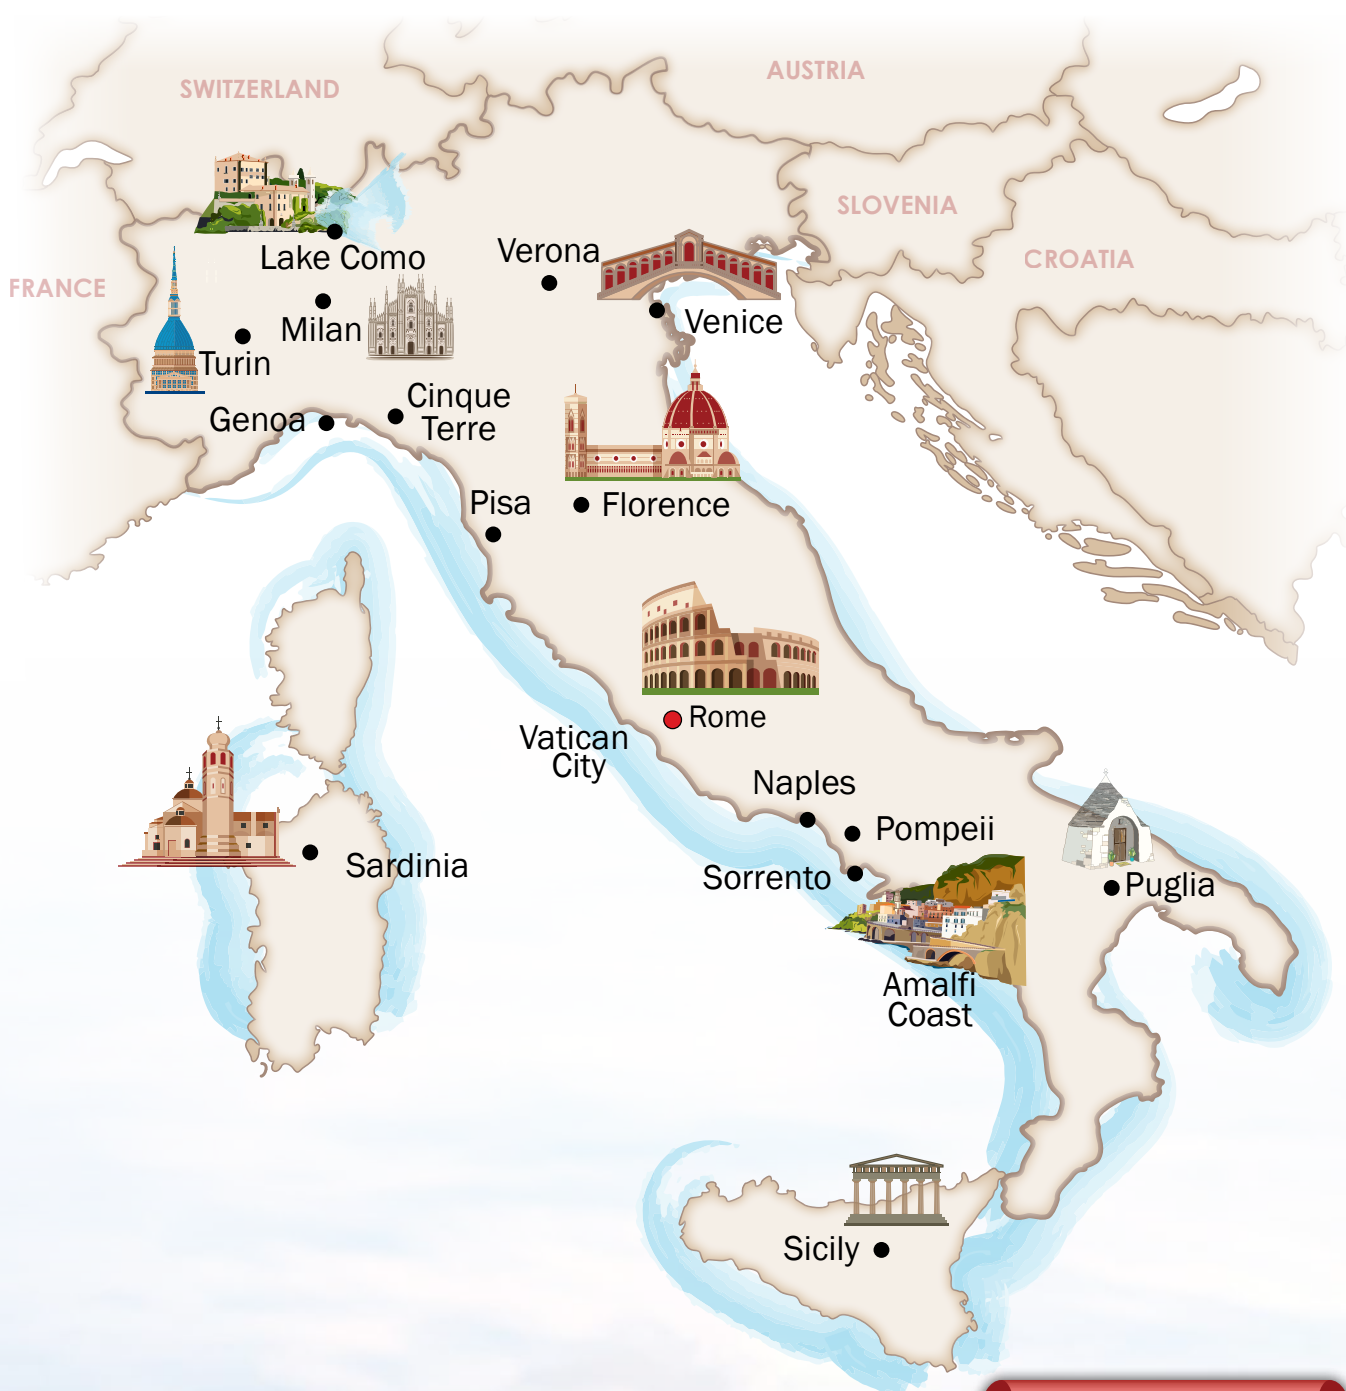 AUSTRIA
SWITZERLAND
SLOVENIA
CROATIA
FRANCE
Verona
Lake Como
Venice
Milan
Turin
Cinque
Terre
Genoa
Pisa
Florence
Rome
Vatican
City
Naples
Pompeii
Sardinia
Sorrento
Puglia
Amalfi
Coast
Sicily